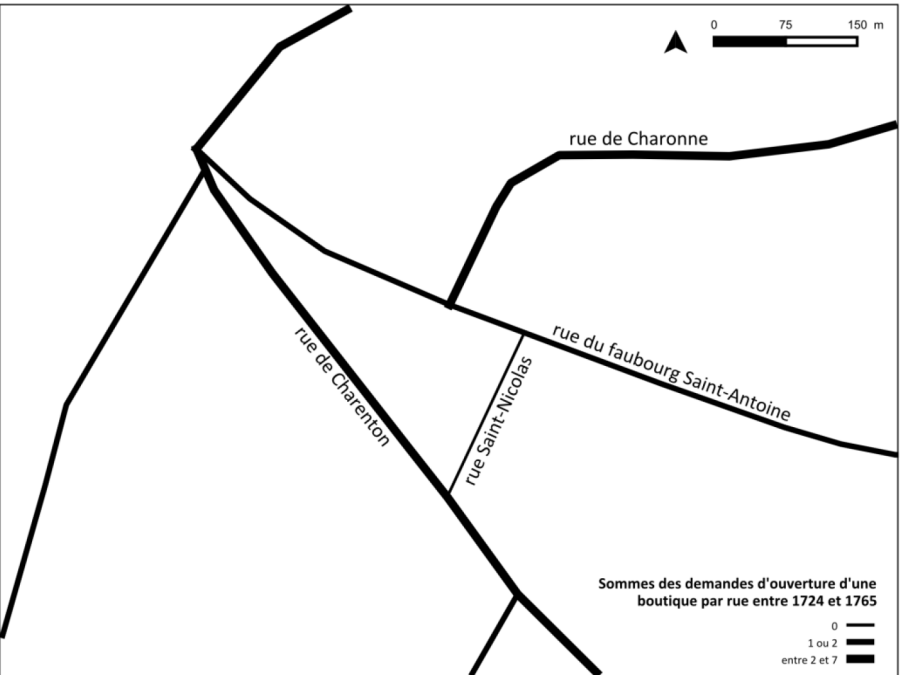 0 75 150 m
rue de Charonne
rue du faubourg Saint-Antoine
rue de Charenton
rue Saint-Nicolas
Sommes des demandes d'ouverture d'une
boutique par rue entre 1724 et 1765
0
1 ou 2
entre 2 et 7